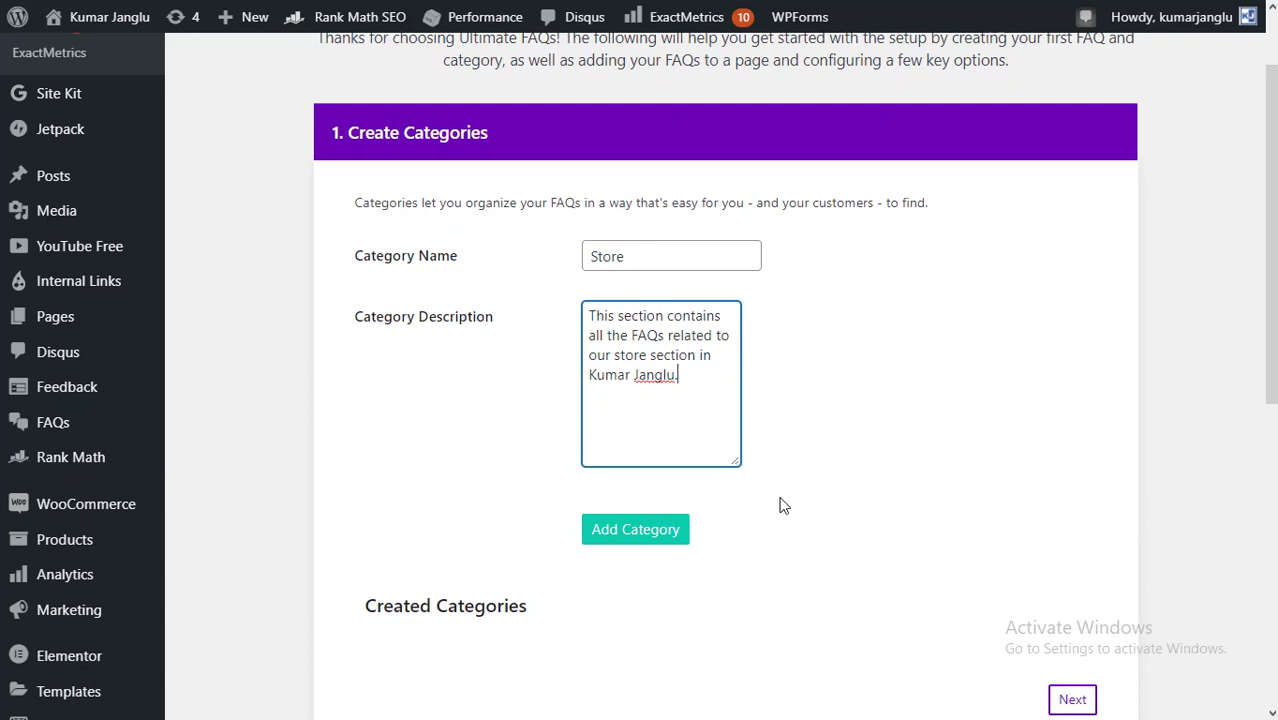 Kumar Janglu 4 New Rank Math SEO Performance Disqus ExactMetrics 10 WPForms Howdy, kumarjanglu
ExactMetrics
Site Kit
Jetpack
Posts
Media
YouTube Free
Internal Links
Pages
Disqus
Feedback
FAQs
Rank Math
WooCommerce
Products
Analytics
Marketing
Elementor
Templates
Thanks for choosing Ultimate FAQs! The following will help you get started with the setup by creating your first FAQ and
category, as well as adding your FAQs to a page and configuring a few key options.
1. Create Categories
Categories let you organize your FAQs in a way that's easy for you - and your customers - to find.
Category Name
Store
Category Description
This section contains
all the FAQs related to
our store section in
Kumar Janglu.
Add Category
Created Categories
Activate Windows
Go to Settings to activate Windows.
Next